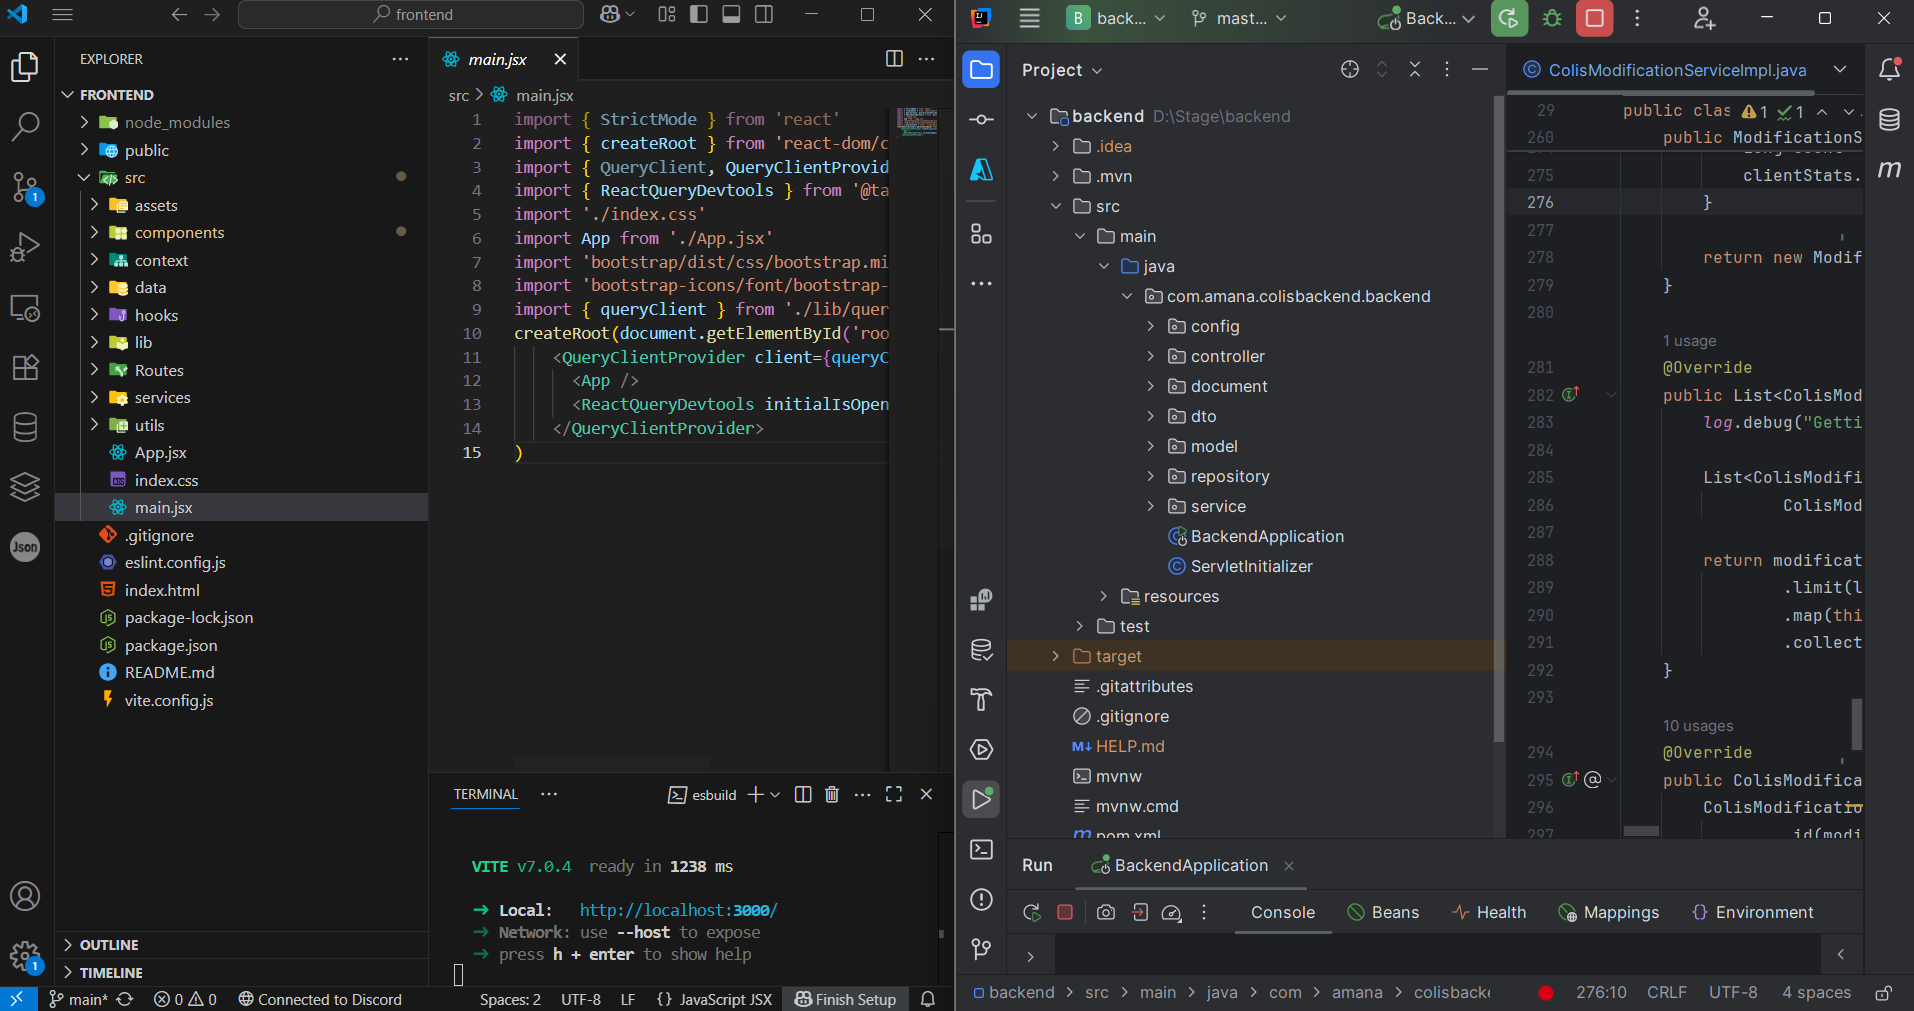 frontend
EXPLORER
FRONTEND
node_modules
public
src
assets
components
context
data
hooks
lib
Routes
services
utils
App.jsx
index.css
main.jsx
.gitignore
eslint.config.js
index.html
package-lock.json
package.json
README.md
vite.config.js
OUTLINE
TIMELINE
Json
1
1
main.jsx
src > main.jsx
1 import { StrictMode } from 'react'
2 import { createRoot } from 'react-dom/c
3 import { QueryClient, QueryClientProvid
4 import { ReactQueryDevtools } from '@ta
5 import './index.css'
6 import App from './App.jsx'
7 import 'bootstrap/dist/css/bootstrap.mi
8 import 'bootstrap-icons/font/bootstrap-
9 import { queryClient } from './lib/quer
10 createRoot(document.getElementById('roo
11 <QueryClientProvider client={queryC
12 <App />
13 <ReactQueryDevtools initialIsOpen
14 </QueryClientProvider>
15 )
TERMINAL
esbuild
VITE v7.0.4 ready in 1238 ms
➜ Local: http://localhost:3000/
➜ Network: use --host to expose
➜ press h + enter to show help
main* 0 0 Connected to Discord Spaces: 2 UTF-8 LF {} JavaScript JSX Finish Setup
B back... mast... Back...
Project
backend D:\Stage\backend
.idea
.mvn
src
main
java
com.amana.colisbackend.backend
config
controller
document
dto
model
repository
service
BackendApplication
ServletInitializer
resources
test
target
.gitattributes
.gitignore
HELP.md
mvnw
mvnw.cmd
pom.xml
ColisModificationServiceImpl.java
29 public clas 1 1
260 public ModificationS
275 clientStats.
276 }
277
278 return new Modif
279 }
280
1 usage
281 @Override
282 public List<ColisMod
283 log.debug("Getti
284
285 List<ColisModifi
286 ColisMod
287
288 return modificat
289 .limit(l
290 .map(thi
291 .collect
292 }
293
10 usages
294 @Override
295 public ColisModifica
296 ColisModificatio
297 .id(modi
Run BackendApplication
Console Beans Health Mappings Environment
backend > src > main > java > com > amana > colisbacke 276:10 CRLF UTF-8 4 spaces